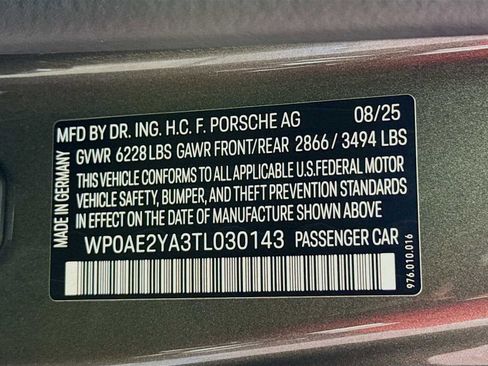 MADE IN GERMANY
MFD BY DR. ING. H.C. F. PORSCHE AG 08/25
GVWR 6228 LBS GAWR FRONT/REAR 2866 / 3494 LBS
THIS VEHICLE CONFORMS TO ALL APPLICABLE U.S.FEDERAL MOTOR
VEHICLE SAFETY, BUMPER, AND THEFT PREVENTION STANDARDS
IN EFFECT ON THE DATE OF MANUFACTURE SHOWN ABOVE
WP0AE2YA3TL030143 PASSENGER CAR
976.010.016